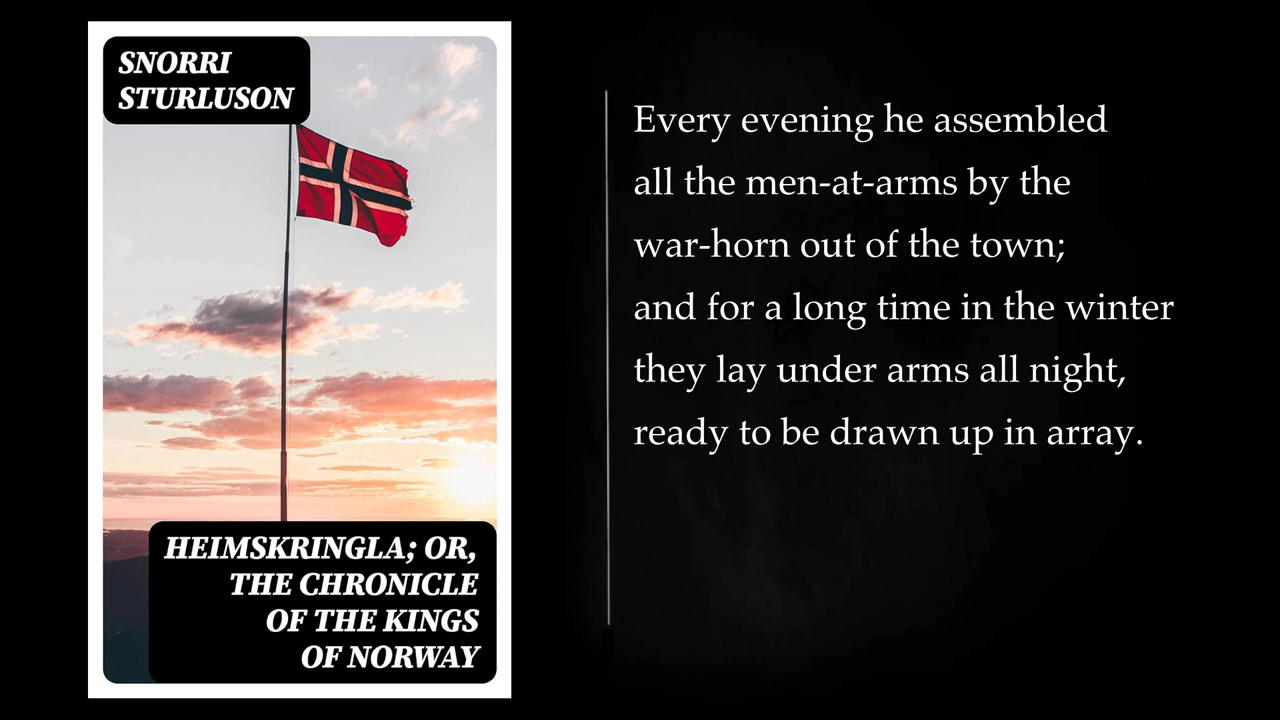 SNORRI
STURLUSON
HEIMSKRINGLA; OR,
THE CHRONICLE
OF THE KINGS
OF NORWAY
Every evening he assembled
all the men-at-arms by the
war-horn out of the town;
and for a long time in the winter
they lay under arms all night,
ready to be drawn up in array.